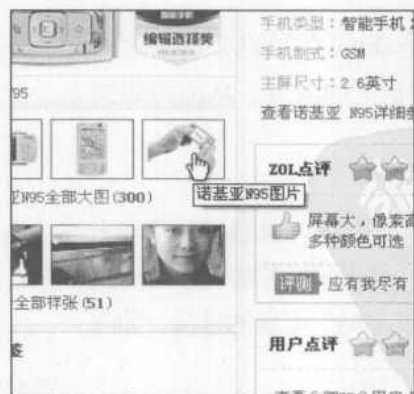 编辑选择奖
手机类型：智能手机
手机制式：GSM
主屏尺寸：2.6英寸
查看诺基亚 N95详细
N95
亚N95全部大图(300)
诺基亚N95图片
全部样张(51)
ZOL点评
屏幕大，像素高
多种颜色可选
评测 应有我尽有
用户点评